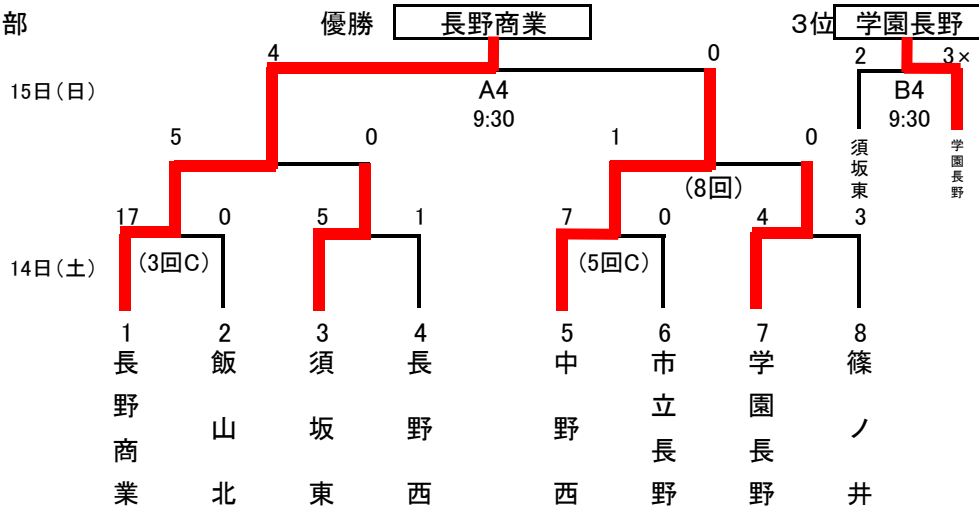 部 優勝 長野商業 3位 学園長野
4 0 2 3×
15日(日) A4 B4
9:30 9:30
5 0 1 0
須坂東 学園長野
(8回)
17 0 5 1 7 0 4 3
14日(土) (3回C) (5回C)
1 2 3 4 5 6 7 8
長野商業 飯山北 須坂東 長野西 中野西 市立長野 学園長野 篠ノ井